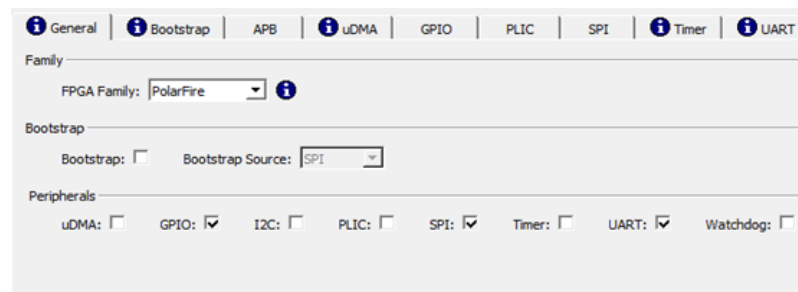 General Bootstrap APB uDMA GPIO PLIC SPI Timer UART
Family
FPGA Family: PolarFire
Bootstrap
Bootstrap: Bootstrap Source: SPI
Peripherals
uDMA: GPIO: I2C: PLIC: SPI: Timer: UART: Watchdog: